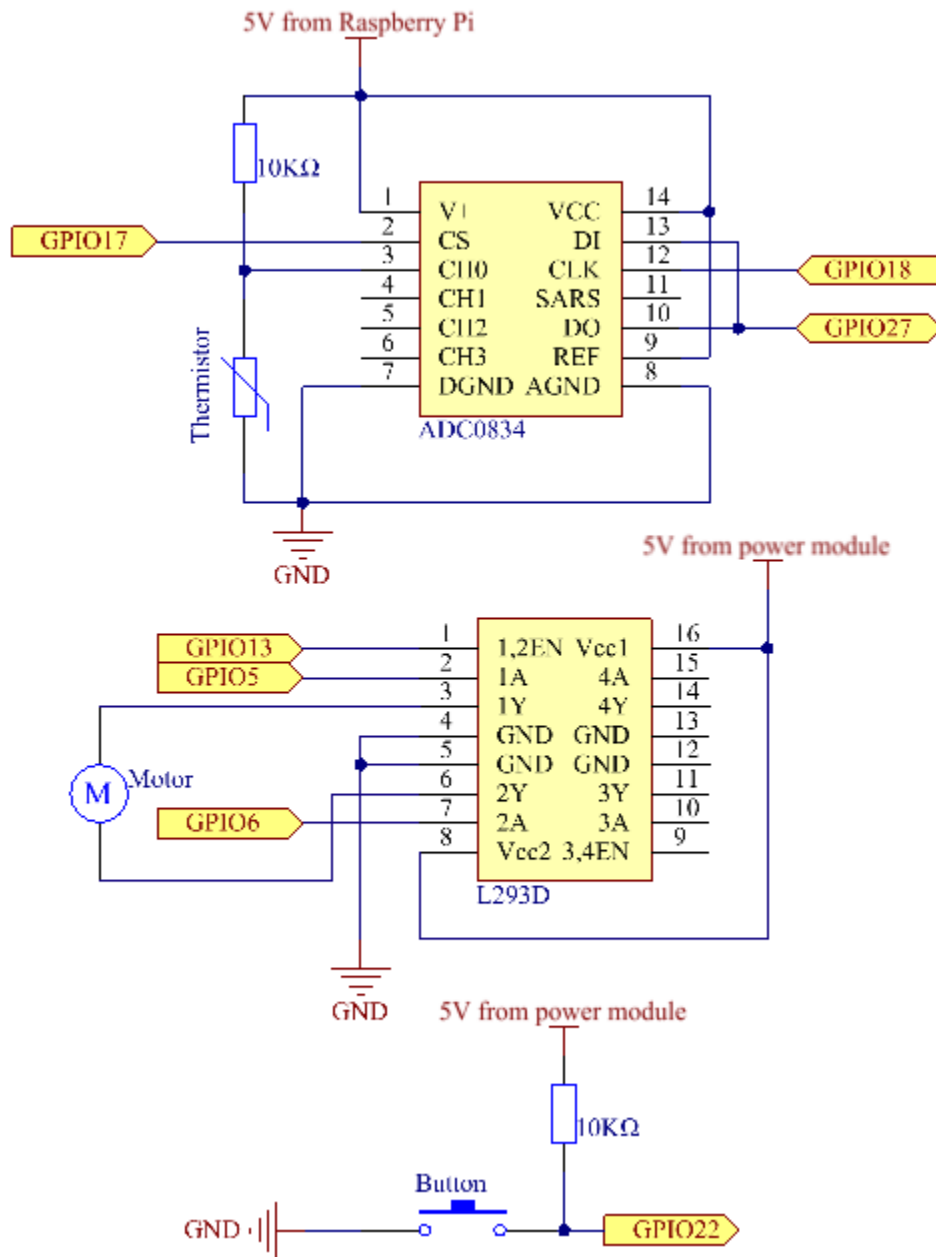 5V from Raspberry Pi
10KΩ
1 V+ VCC 14
GPIO17 2 CS DI 13
3 CH0 CLK 12 GPIO18
4 CH1 SARS 11
5 CH2 DO 10 GPIO27
6 CH3 REF 9
7 DGND AGND 8
Thermistor
ADC0834
GND
5V from power module
GPIO13 1 1,2EN Vcc1 16
GPIO5 2 1A 4A 15
3 1Y 4Y 14
4 GND GND 13
5 GND GND 12
M Motor 6 2Y 3Y 11
GPIO6 7 2A 3A 10
8 Vcc2 3,4EN 9
L293D
GND
5V from power module
10KΩ
Button
GND GPIO22